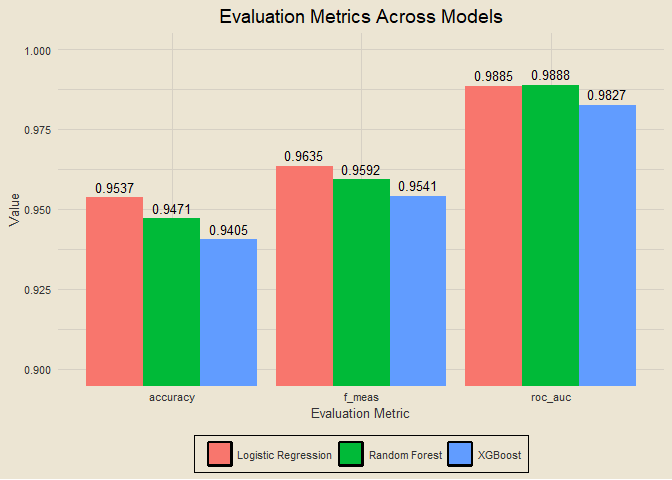 Evaluation Metrics Across Models
1.000
0.975
0.950
0.925
0.900
Value
0.9537
0.9471
0.9405
0.9635
0.9592
0.9541
0.9885
0.9888
0.9827
accuracy
f_meas
roc_auc
Evaluation Metric
Logistic Regression
Random Forest
XGBoost